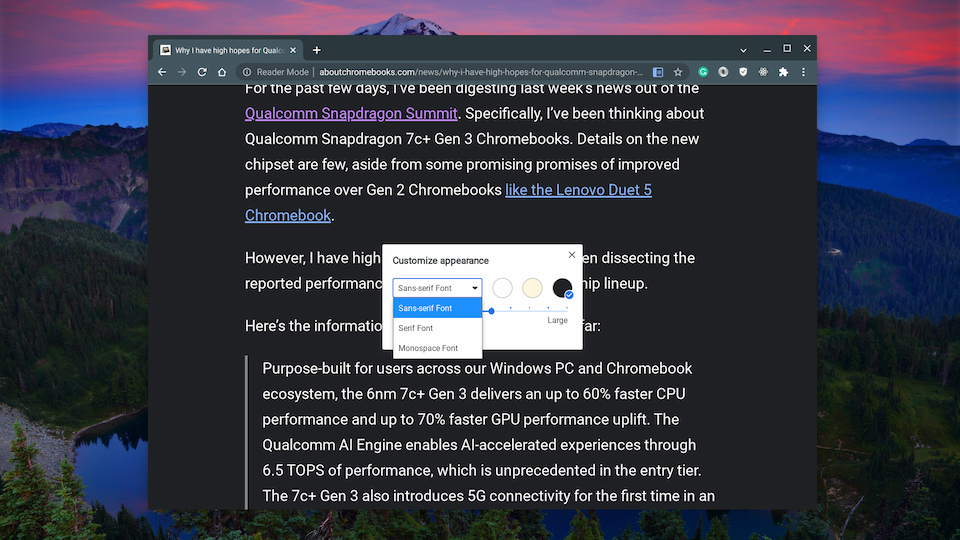 Why I have high hopes for Qualc
Reader Mode | aboutchromebooks.com/news/why-i-have-high-hopes-for-qualcomm-snapdragon-...
For the past few days, I've been digesting last week's news out of the
Qualcomm Snapdragon Summit. Specifically, I've been thinking about
Qualcomm Snapdragon 7c+ Gen 3 Chromebooks. Details on the new
chipset are few, aside from some promising promises of improved
performance over Gen 2 Chromebooks like the Lenovo Duet 5
Chromebook.
However, I have high en dissecting the
reported performanc hip lineup.
Here's the information far:
Customize appearance
Sans-serif Font
Sans-serif Font
Serif Font
Monospace Font
Large
Purpose-built for users across our Windows PC and Chromebook
ecosystem, the 6nm 7c+ Gen 3 delivers an up to 60% faster CPU
performance and up to 70% faster GPU performance uplift. The
Qualcomm AI Engine enables AI-accelerated experiences through
6.5 TOPS of performance, which is unprecedented in the entry tier.
The 7c+ Gen 3 also introduces 5G connectivity for the first time in an